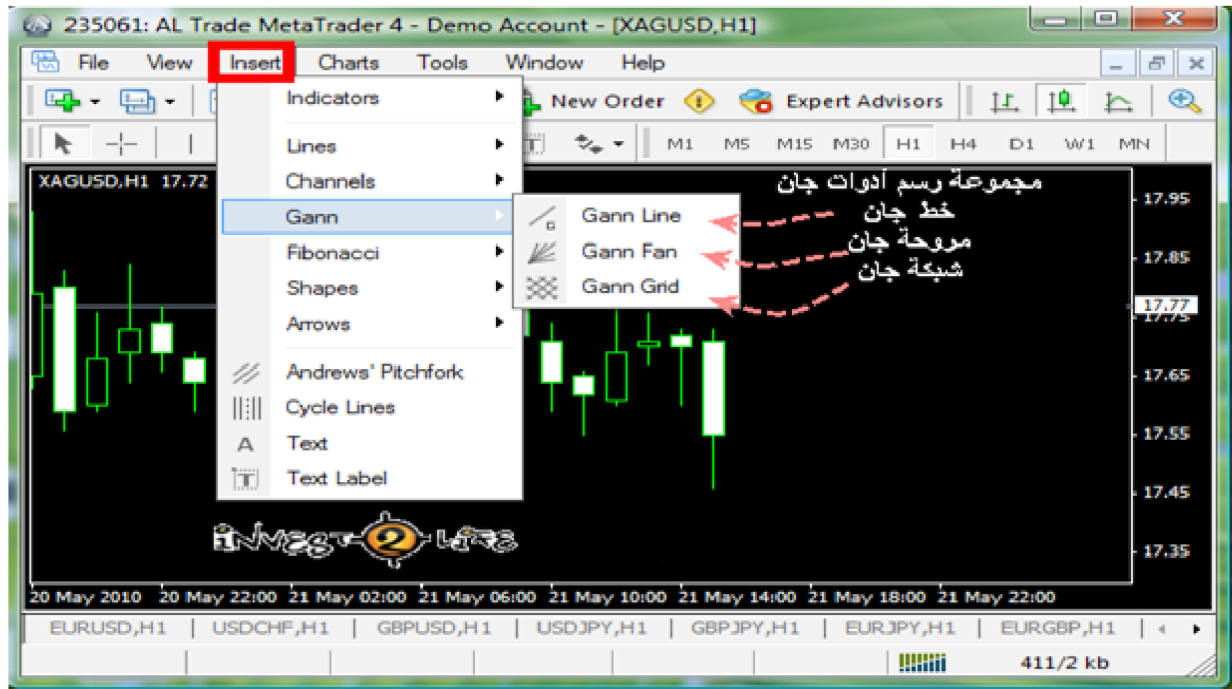 235061: AL Trade MetaTrader 4 - Demo Account - [XAGUSD,H1]
File View Insert Charts Tools Window Help
New Order Expert Advisors
M1 M5 M15 M30 H1 H4 D1 W1 MN
Indicators
Lines
Channels
Gann
Fibonacci
Shapes
Arrows
Andrews' Pitchfork
Cycle Lines
A Text
T Text Label
Gann Line
Gann Fan
Gann Grid
XAGUSD,H1 17.72
مجموعة رسم أدوات جان
خط جان
مروحة جان
شبكة جان
17.95
17.85
17.77
17.75
17.65
17.55
17.45
17.35
invest 2 life
20 May 2010 20 May 22:00 21 May 02:00 21 May 06:00 21 May 10:00 21 May 14:00 21 May 18:00 21 May 22:00
EURUSD,H1 | USDCHF,H1 | GBPUSD,H1 | USDJPY,H1 | GBPJPY,H1 | EURJPY,H1 | EURGBP,H1
411/2 kb